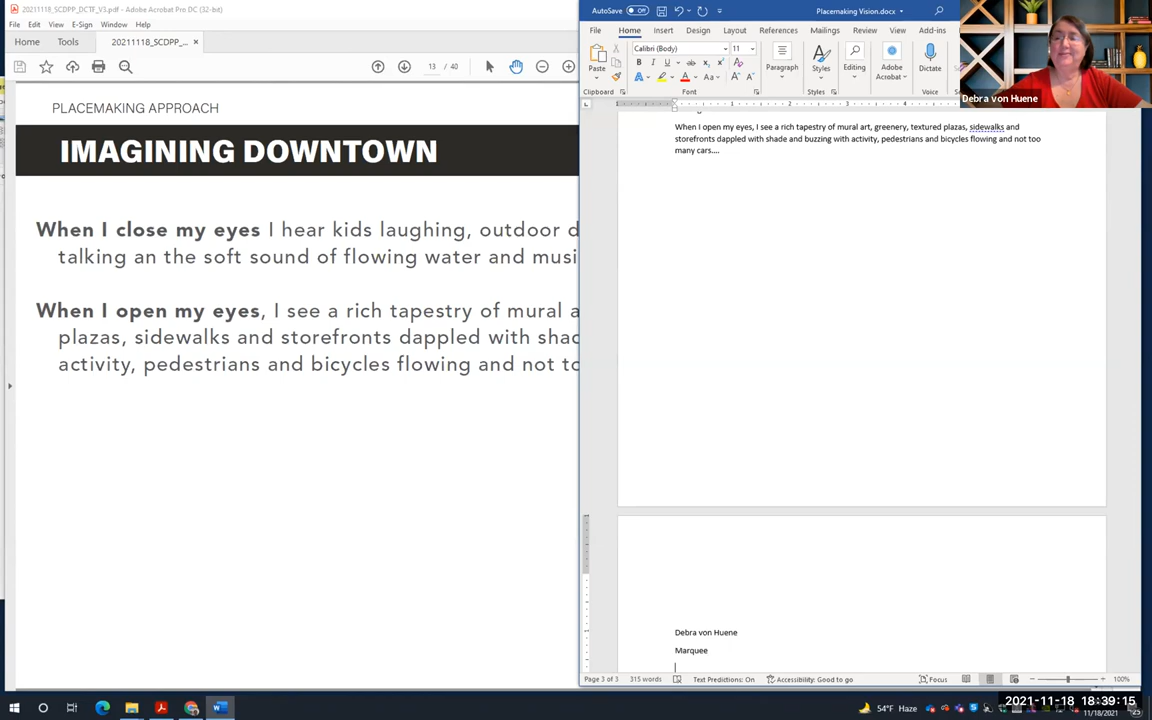 20211118_SCDPP_DCTF_V3.pdf - Adobe Acrobat Pro DC (32-bit)
File Edit View E-Sign Window Help
Home Tools 20211118_SCDPP_... ×
13 / 40
PLACEMAKING APPROACH
IMAGINING DOWNTOWN
When I close my eyes I hear kids laughing, outdoor d
talking an the soft sound of flowing water and musi
When I open my eyes, I see a rich tapestry of mural a
plazas, sidewalks and storefronts dappled with shad
activity, pedestrians and bicycles flowing and not to
AutoSave Off Placemaking Vision.docx
File Home Insert Draw Design Layout References Mailings Review View Add-ins
Calibri (Body) 11
Paste Paragraph Styles Editing Adobe Acrobat Dictate
Clipboard Font Styles Voice
When I open my eyes, I see a rich tapestry of mural art, greenery, textured plazas, sidewalks and
storefronts dappled with shade and buzzing with activity, pedestrians and bicycles flowing and not too
many cars....
Debra von Huene
Marquee
Page 3 of 3 315 words Text Predictions: On Accessibility: Good to go Focus 100%
Debra von Huene
54°F Haze
2021-11-18 18:39:15
11/18/2021